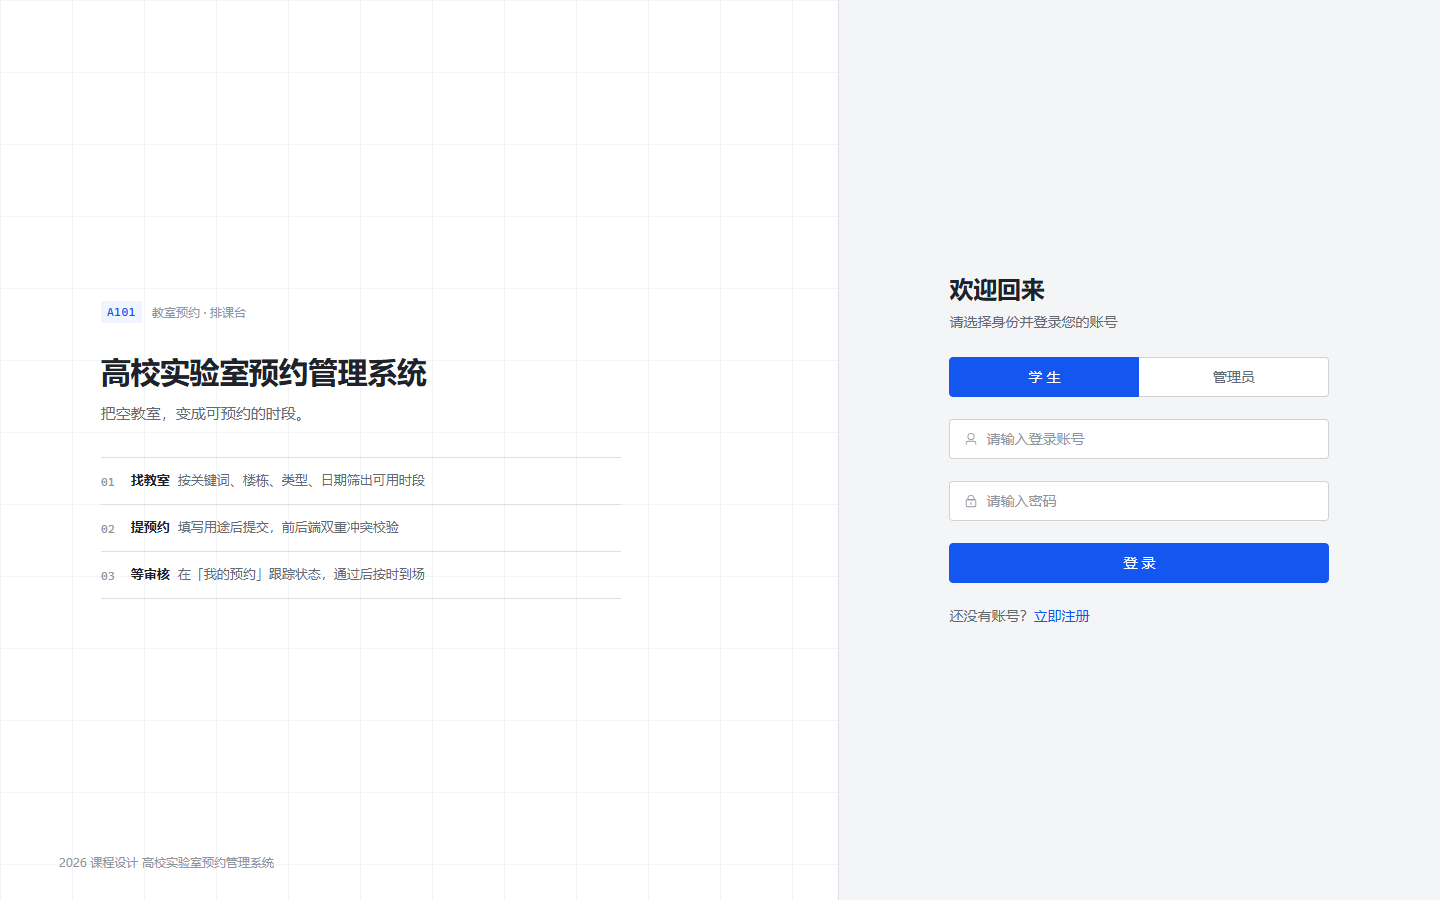 A101 教室预约 · 排课台
高校实验室预约管理系统
把空教室，变成可预约的时段。
01 找教室 按关键词、楼栋、类型、日期筛出可用时段
02 提预约 填写用途后提交，前后端双重冲突校验
03 等审核 在「我的预约」跟踪状态，通过后按时到场
2026 课程设计 高校实验室预约管理系统
欢迎回来
请选择身份并登录您的账号
学生 管理员
请输入登录账号
请输入密码
登录
还没有账号？立即注册